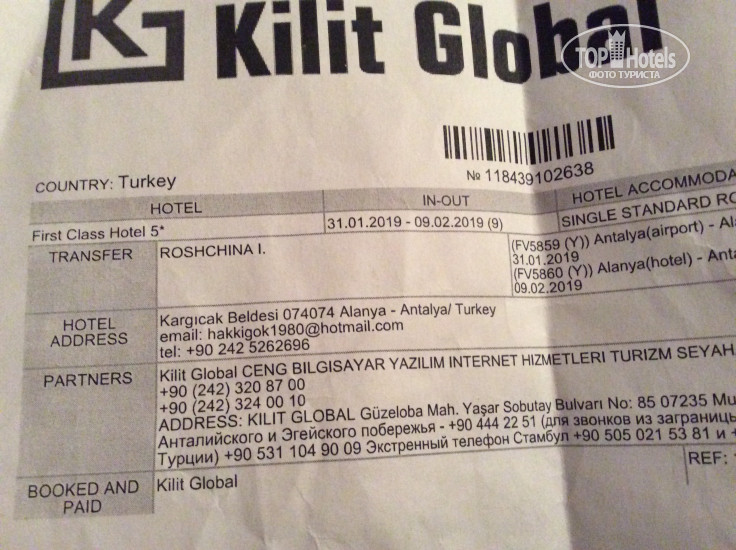 K Kilit Global
TOP Hotels
ФОТО ТУРИСТА
№ 118439102638
COUNTRY: Turkey
HOTEL IN-OUT HOTEL ACCOMMODA
First Class Hotel 5* 31.01.2019 - 09.02.2019 (9) SINGLE STANDARD RO
TRANSFER ROSHCHINA I. (FV5859 (Y)) Antalya(airport) - Al
31.01.2019
(FV5860 (Y)) Alanya(hotel) - Anta
09.02.2019
HOTEL ADDRESS Kargıcak Beldesi 074074 Alanya - Antalya/ Turkey
email: hakkigok1980@hotmail.com
tel: +90 242 5262696
PARTNERS Kilit Global CENG BILGISAYAR YAZILIM INTERNET HIZMETLERI TURIZM SEYAH
+90 (242) 320 87 00
+90 (242) 324 00 10
ADDRESS: KILIT GLOBAL Güzeloba Mah. Yaşar Sobutay Bulvarı No: 85 07235 Mu
Анталийского и Эгейского побережья - +90 444 22 51 (для звонков из заграницы
Турции) +90 531 104 90 09 Экстренный телефон Стамбул +90 505 021 53 81 и +
REF:
BOOKED AND PAID Kilit Global